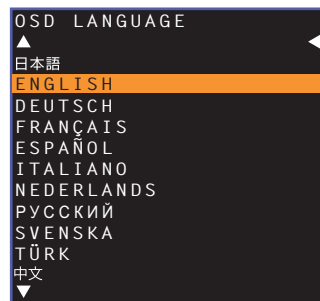 OSD LANGUAGE
日本語
ENGLISH
DEUTSCH
FRANÇAIS
ESPAÑOL
ITALIANO
NEDERLANDS
РУССКИЙ
SVENSKA
TÜRK
中文